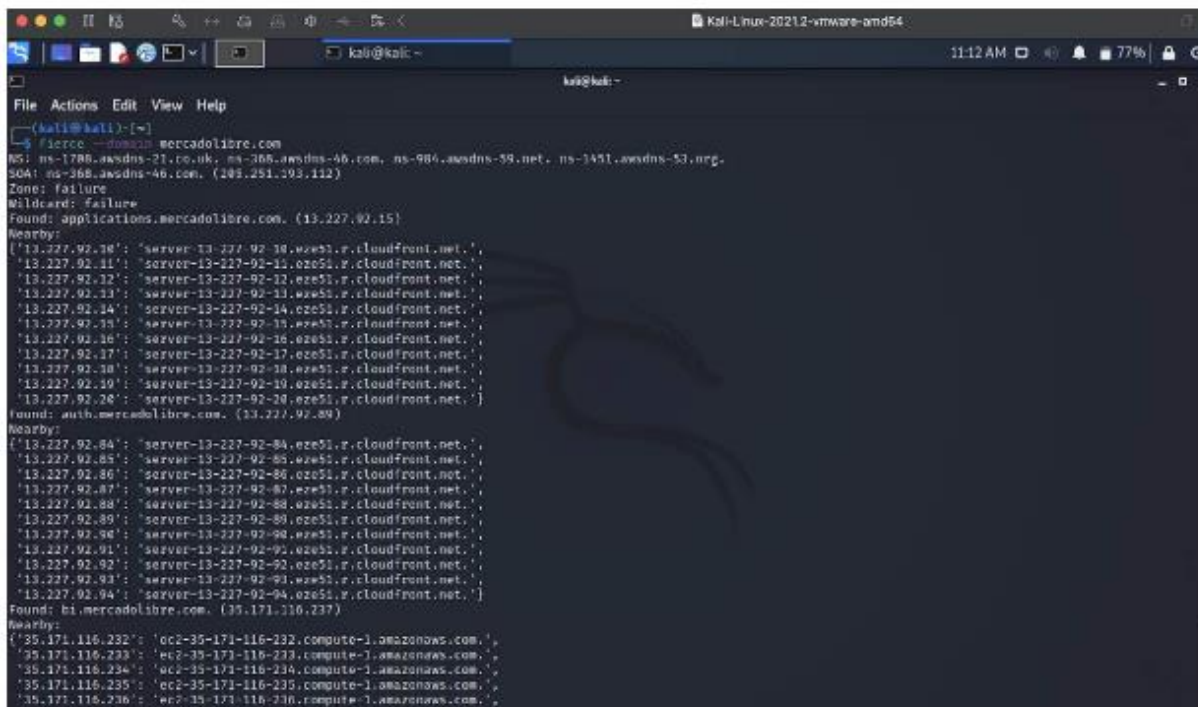 Kali-Linux-2021.2-vmware-amd64
kali@kali: ~
11:12 AM
77%
kali@kali: ~
File Actions Edit View Help
(kali㉿kali)-[~]
$ fierce --domain mercadolibre.com
NS: ns-1708.awsdns-21.co.uk. ns-368.awsdns-46.com. ns-984.awsdns-59.net. ns-1451.awsdns-53.org.
SOA: ns-368.awsdns-46.com. (205.251.193.112)
Zone: failure
Wildcard: failure
Found: applications.mercadolibre.com. (13.227.92.15)
Nearby:
{'13.227.92.10': 'server-13-227-92-10.eze51.r.cloudfront.net.',
'13.227.92.11': 'server-13-227-92-11.eze51.r.cloudfront.net.',
'13.227.92.12': 'server-13-227-92-12.eze51.r.cloudfront.net.',
'13.227.92.13': 'server-13-227-92-13.eze51.r.cloudfront.net.',
'13.227.92.14': 'server-13-227-92-14.eze51.r.cloudfront.net.',
'13.227.92.15': 'server-13-227-92-15.eze51.r.cloudfront.net.',
'13.227.92.16': 'server-13-227-92-16.eze51.r.cloudfront.net.',
'13.227.92.17': 'server-13-227-92-17.eze51.r.cloudfront.net.',
'13.227.92.18': 'server-13-227-92-18.eze51.r.cloudfront.net.',
'13.227.92.19': 'server-13-227-92-19.eze51.r.cloudfront.net.',
'13.227.92.20': 'server-13-227-92-20.eze51.r.cloudfront.net.'}
Found: auth.mercadolibre.com. (13.227.92.89)
Nearby:
{'13.227.92.84': 'server-13-227-92-84.eze51.r.cloudfront.net.',
'13.227.92.85': 'server-13-227-92-85.eze51.r.cloudfront.net.',
'13.227.92.86': 'server-13-227-92-86.eze51.r.cloudfront.net.',
'13.227.92.87': 'server-13-227-92-87.eze51.r.cloudfront.net.',
'13.227.92.88': 'server-13-227-92-88.eze51.r.cloudfront.net.',
'13.227.92.89': 'server-13-227-92-89.eze51.r.cloudfront.net.',
'13.227.92.90': 'server-13-227-92-90.eze51.r.cloudfront.net.',
'13.227.92.91': 'server-13-227-92-91.eze51.r.cloudfront.net.',
'13.227.92.92': 'server-13-227-92-92.eze51.r.cloudfront.net.',
'13.227.92.93': 'server-13-227-92-93.eze51.r.cloudfront.net.',
'13.227.92.94': 'server-13-227-92-94.eze51.r.cloudfront.net.'}
Found: bi.mercadolibre.com. (35.171.116.237)
Nearby:
{'35.171.116.232': 'ec2-35-171-116-232.compute-1.amazonaws.com.',
'35.171.116.233': 'ec2-35-171-116-233.compute-1.amazonaws.com.',
'35.171.116.234': 'ec2-35-171-116-234.compute-1.amazonaws.com.',
'35.171.116.235': 'ec2-35-171-116-235.compute-1.amazonaws.com.',
'35.171.116.236': 'ec2-35-171-116-236.compute-1.amazonaws.com.',